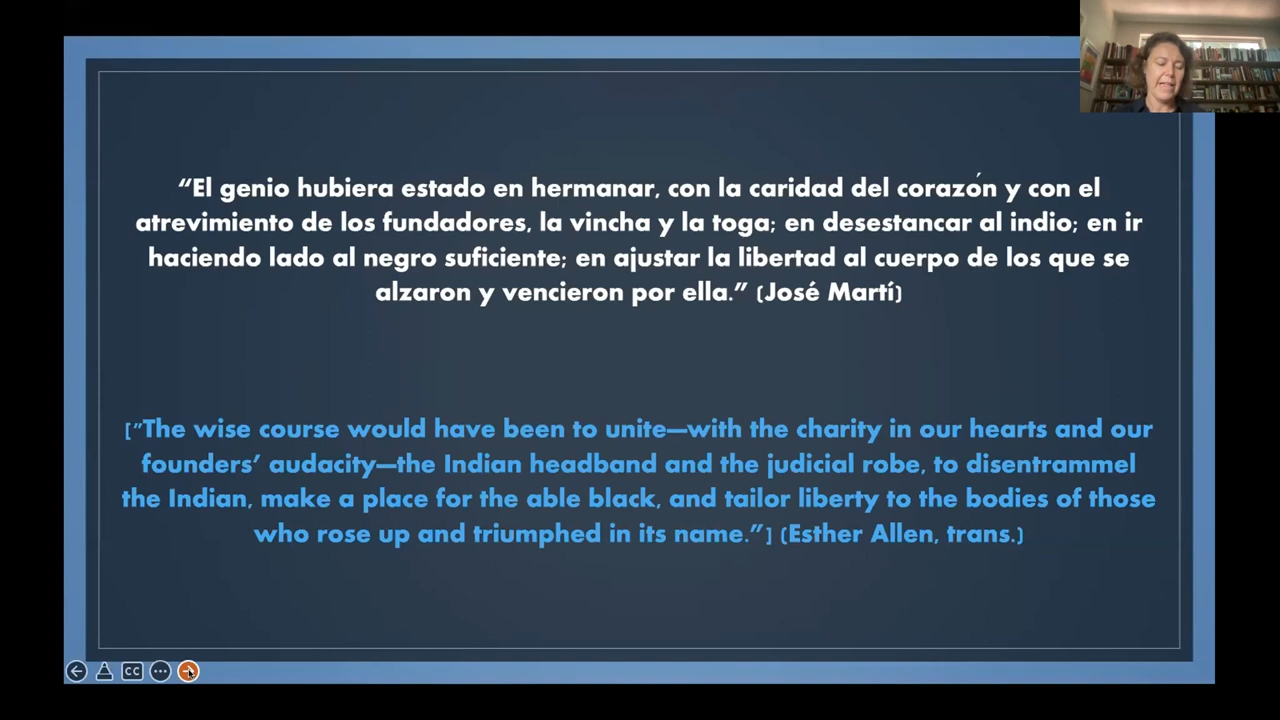 “El genio hubiera estado en hermanar, con la caridad del corazón y con el
atrevimiento de los fundadores, la vincha y la toga; en desestancar al indio; en ir
haciendo lado al negro suficiente; en ajustar la libertad al cuerpo de los que se
alzaron y vencieron por ella.” (José Martí)
["The wise course would have been to unite—with the charity in our hearts and our
founders’ audacity—the Indian headband and the judicial robe, to disentrammel
the Indian, make a place for the able black, and tailor liberty to the bodies of those
who rose up and triumphed in its name.”] (Esther Allen, trans.)
CC